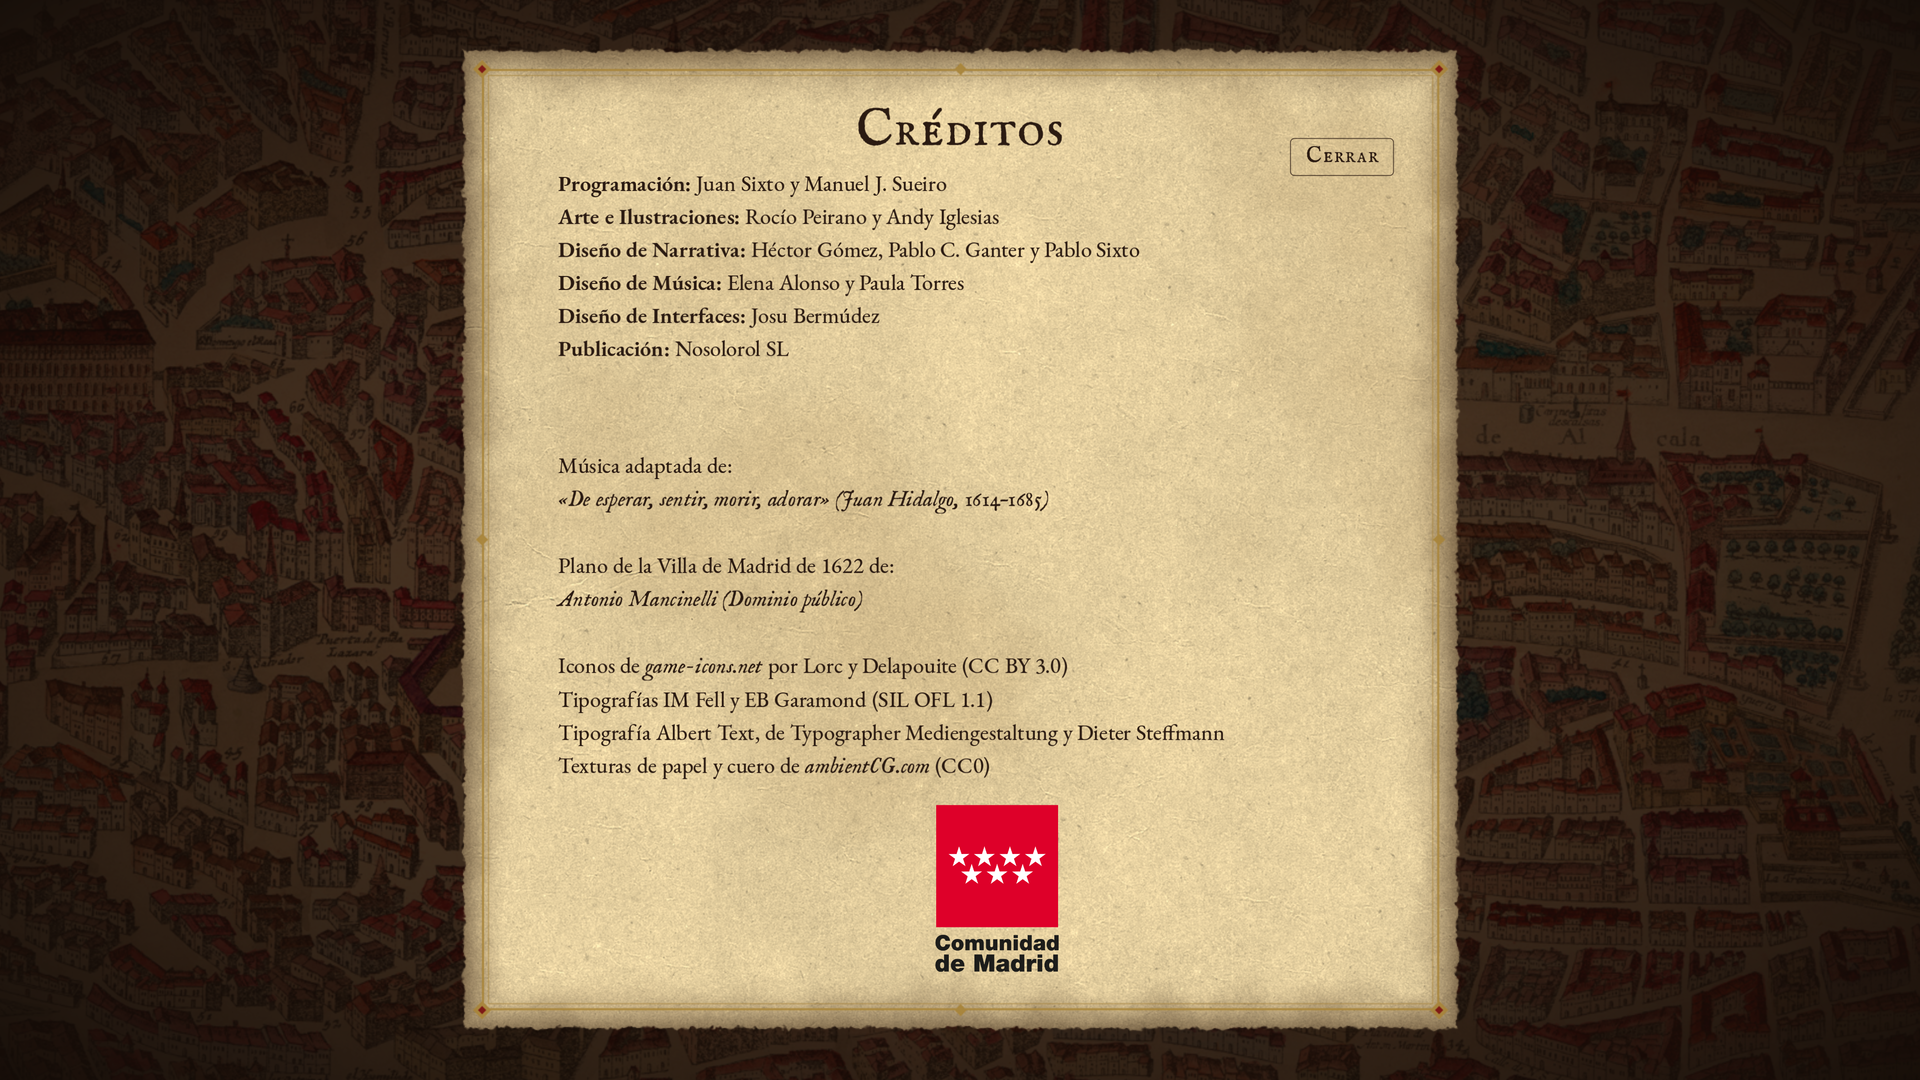 Créditos
Cerrar
Programación: Juan Sixto y Manuel J. Sueiro
Arte e Ilustraciones: Rocío Peirano y Andy Iglesias
Diseño de Narrativa: Héctor Gómez, Pablo C. Ganter y Pablo Sixto
Diseño de Música: Elena Alonso y Paula Torres
Diseño de Interfaces: Josu Bermúdez
Publicación: Nosolorol SL
Música adaptada de:
«De esperar, sentir, morir, adorar» (Juan Hidalgo, 1614–1685)
Plano de la Villa de Madrid de 1622 de:
Antonio Mancinelli (Dominio público)
Iconos de game-icons.net por Lorc y Delapouite (CC BY 3.0)
Tipografías IM Fell y EB Garamond (SIL OFL 1.1)
Tipografía Albert Text, de Typographer Mediengestaltung y Dieter Steffmann
Texturas de papel y cuero de ambientCG.com (CC0)
Comunidad
de Madrid
de Al cala